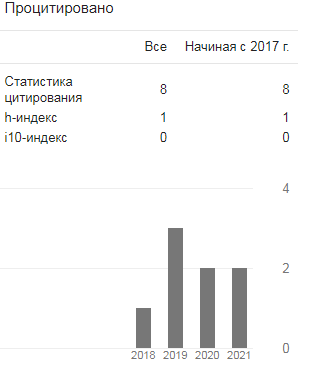 Процитировано
Все Начиная с 2017 г.
Статистика
цитирования 8 8
h-индекс 1 1
i10-индекс 0 0
4
2
0
2018 2019 2020 2021